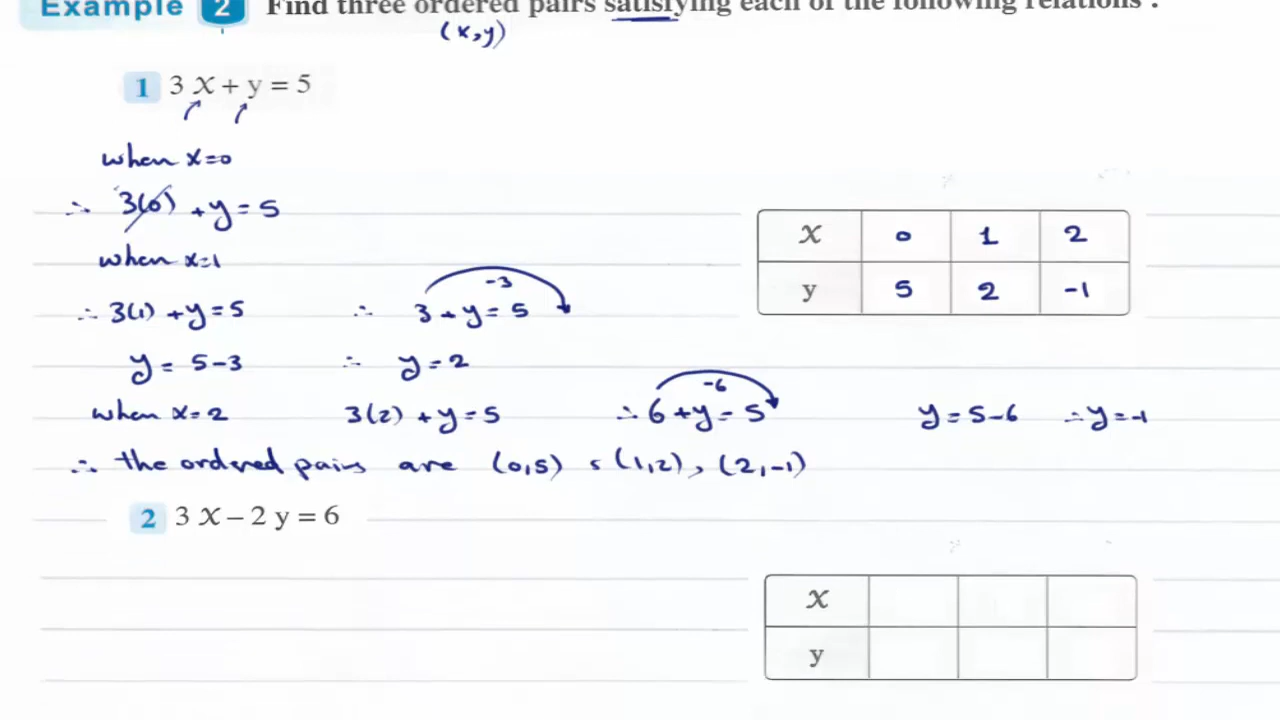 Example 2 Find three ordered pairs satisfying each of the following relations :
(x,y)
1 3 x + y = 5
when x=0
∴ 3(0) + y = 5
when x=1
∴ 3(1) + y = 5 ∴ 3 + y = 5 -3
y = 5-3 ∴ y = 2
when x=2 3(2) + y = 5 ∴ 6 + y = 5 -6 y = 5-6 ∴ y = -1
∴ the ordered pairs are (0,5) , (1,2), (2,-1)
x 0 1 2
y 5 2 -1
2 3 x – 2 y = 6
x
y